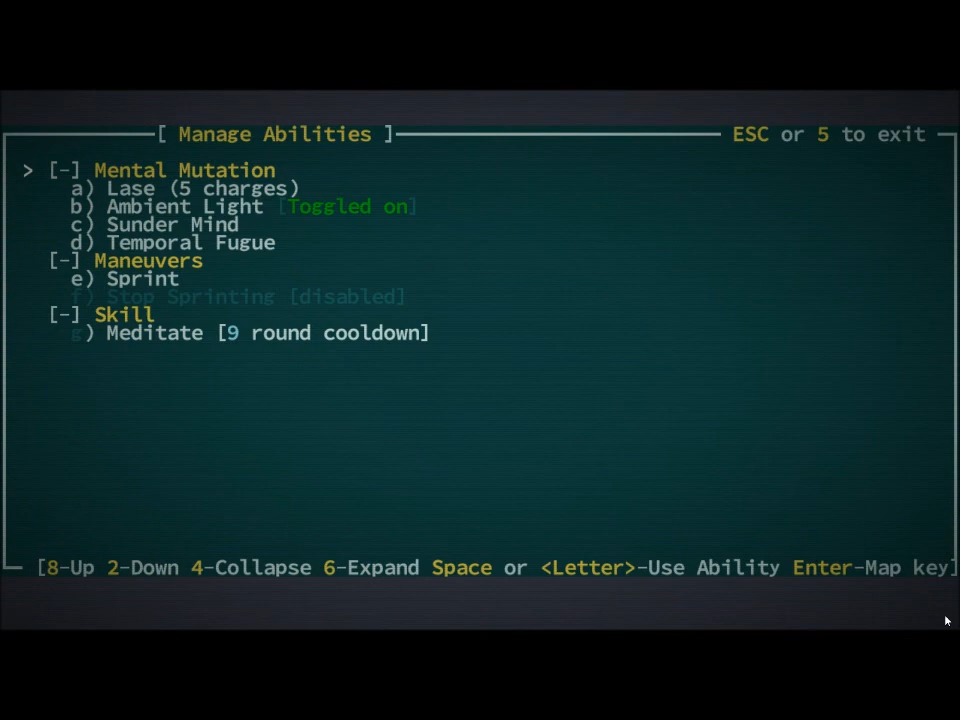 [ Manage Abilities ] ESC or 5 to exit
> [-] Mental Mutation
a) Lase (5 charges)
b) Ambient Light [Toggled on]
c) Sunder Mind
d) Temporal Fugue
[-] Maneuvers
e) Sprint
f) Stop Sprinting [disabled]
[-] Skill
g) Meditate [9 round cooldown]
[8-Up 2-Down 4-Collapse 6-Expand Space or <Letter>-Use Ability Enter-Map key]